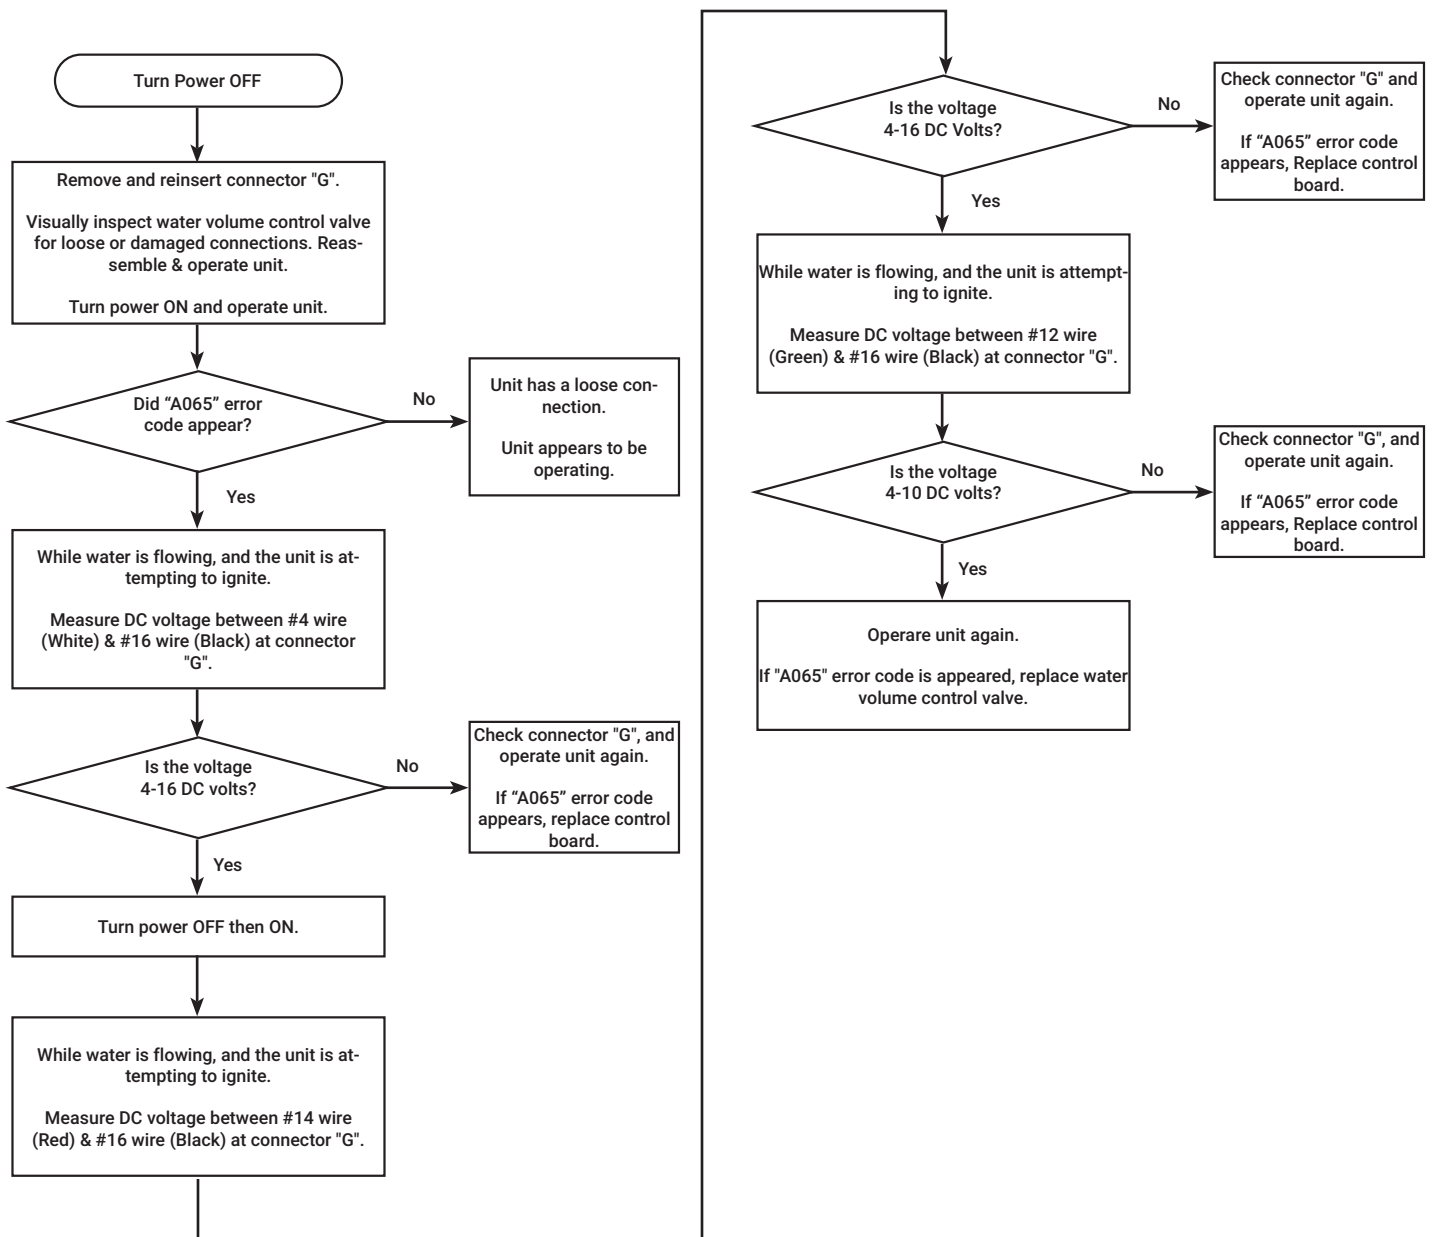 Turn Power OFF
Remove and reinsert connector "G".
Visually inspect water volume control valve
for loose or damaged connections. Reas-
semble & operate unit.
Turn power ON and operate unit.
Did “A065” error
code appear?
No
Unit has a loose con-
nection.
Unit appears to be
operating.
Yes
While water is flowing, and the unit is at-
tempting to ignite.
Measure DC voltage between #4 wire
(White) & #16 wire (Black) at connector
"G".
Is the voltage
4-16 DC volts?
No
Check connector "G", and
operate unit again.
If “A065” error code
appears, replace control
board.
Yes
Turn power OFF then ON.
While water is flowing, and the unit is at-
tempting to ignite.
Measure DC voltage between #14 wire
(Red) & #16 wire (Black) at connector "G".
Is the voltage
4-16 DC Volts?
No
Check connector "G" and
operate unit again.
If “A065” error code
appears, Replace control
board.
Yes
While water is flowing, and the unit is attempt-
ing to ignite.
Measure DC voltage between #12 wire
(Green) & #16 wire (Black) at connector "G".
Is the voltage
4-10 DC volts?
No
Check connector "G", and
operate unit again.
If “A065” error code
appears, Replace control
board.
Yes
Operare unit again.
If "A065" error code is appeared, replace water
volume control valve.